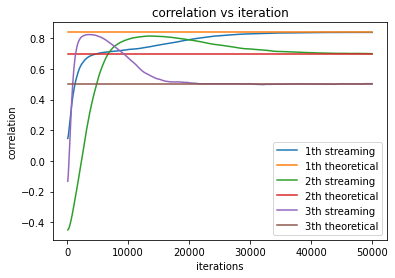 correlation vs iteration
correlation
0.8
0.6
0.4
0.2
0.0
−0.2
−0.4
1th streaming
1th theoretical
2th streaming
2th theoretical
3th streaming
3th theoretical
0
10000
20000
30000
40000
50000
iterations